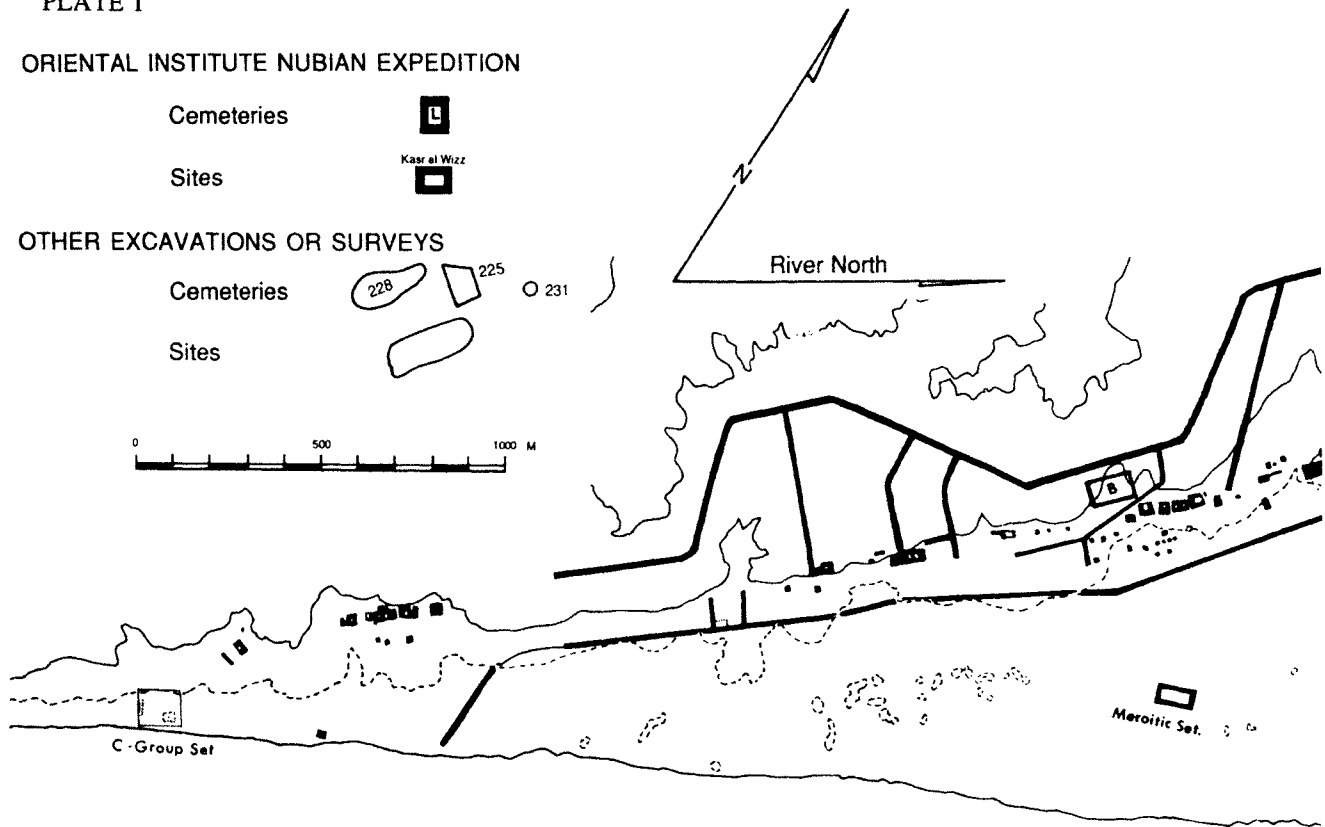 PLATE 1
ORIENTAL INSTITUTE NUBIAN EXPEDITION
Cemeteries
L
Sites
Kasr el Wizz
OTHER EXCAVATIONS OR SURVEYS
Cemeteries
228
225
231
Sites
0 500 1000 M
N
River North
B
C-Group Set
Meroitic Set.